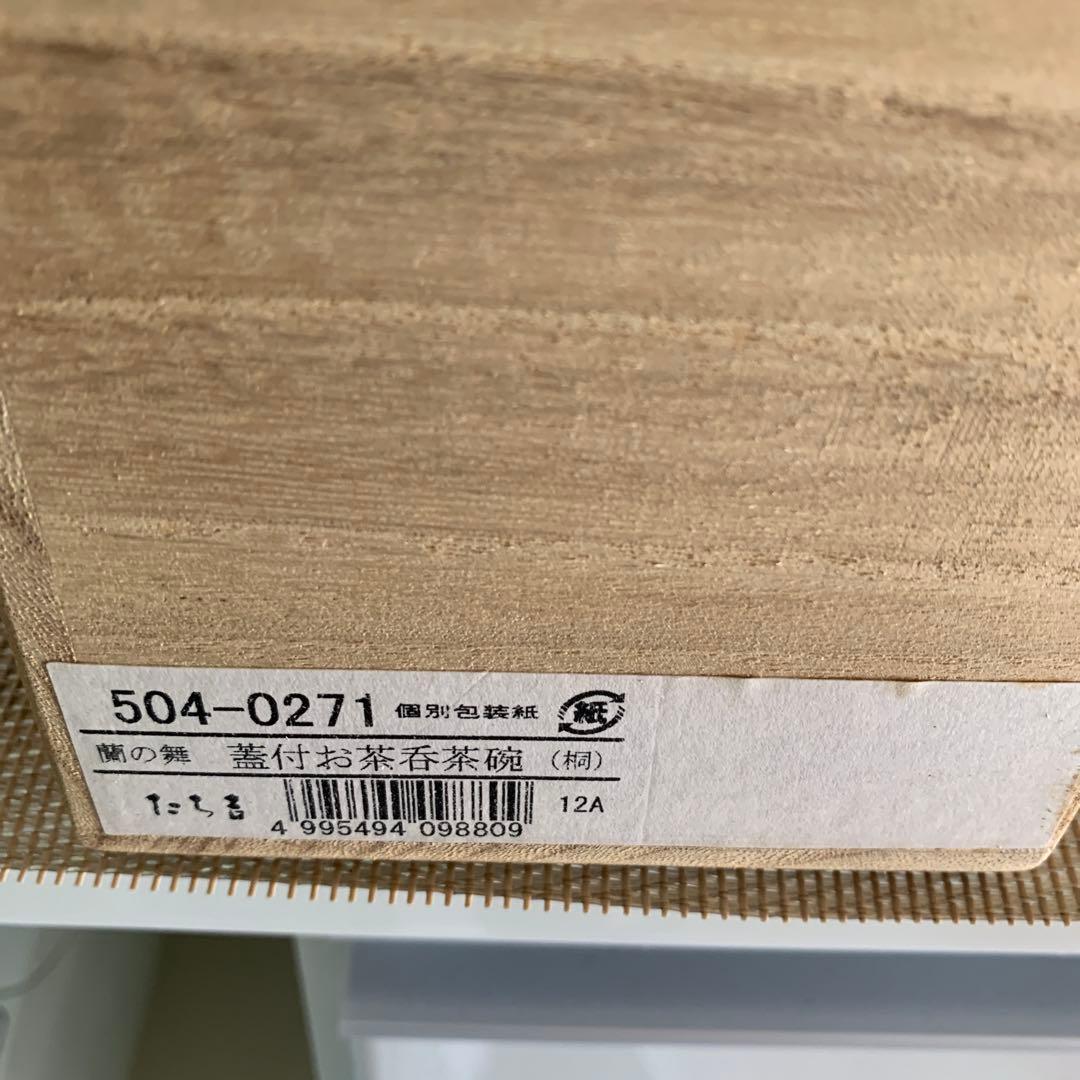 504-0271 個別包装紙 紙
蘭の舞 蓋付お茶呑茶碗 (桐)
たち吉 12A
4 995494 098809